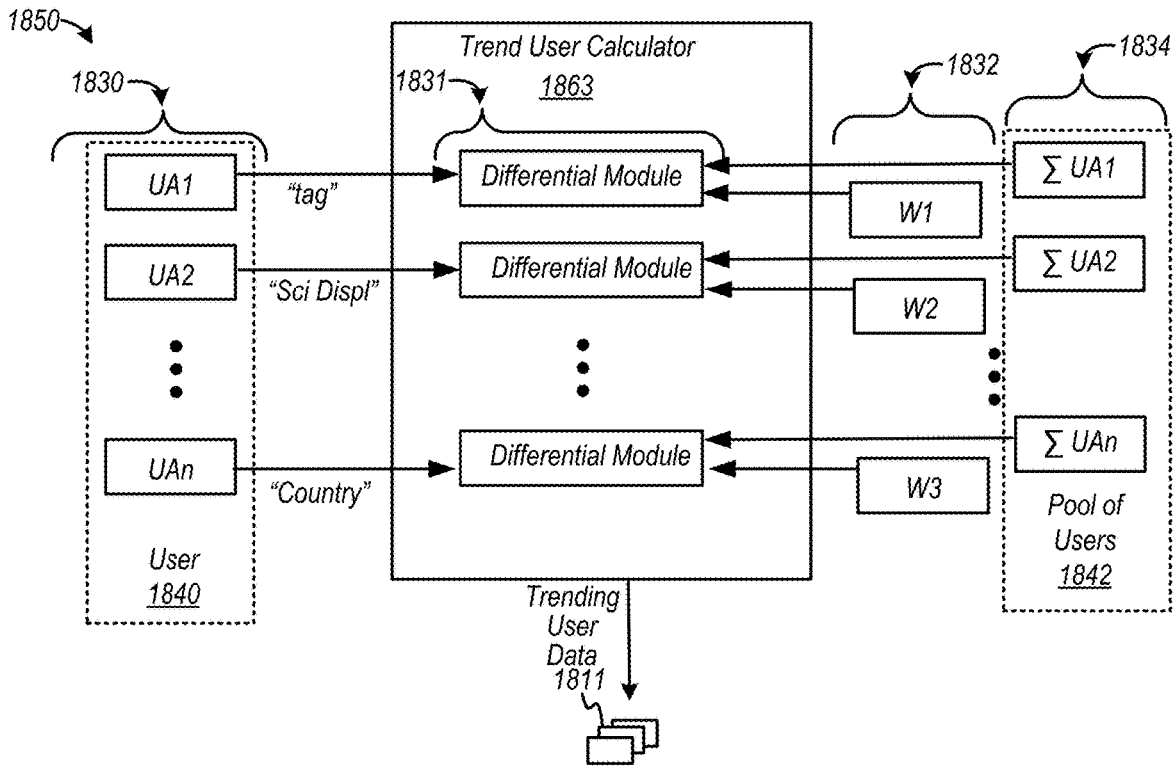 1850
Trend User Calculator
1863
1830
1831
1832
1834
UA1
"tag"
Differential Module
W1
∑ UA1
UA2
"Sci Displ"
Differential Module
W2
∑ UA2
UAn
"Country"
Differential Module
W3
∑ UAn
User
1840
Pool of
Users
1842
Trending
User
Data
1811